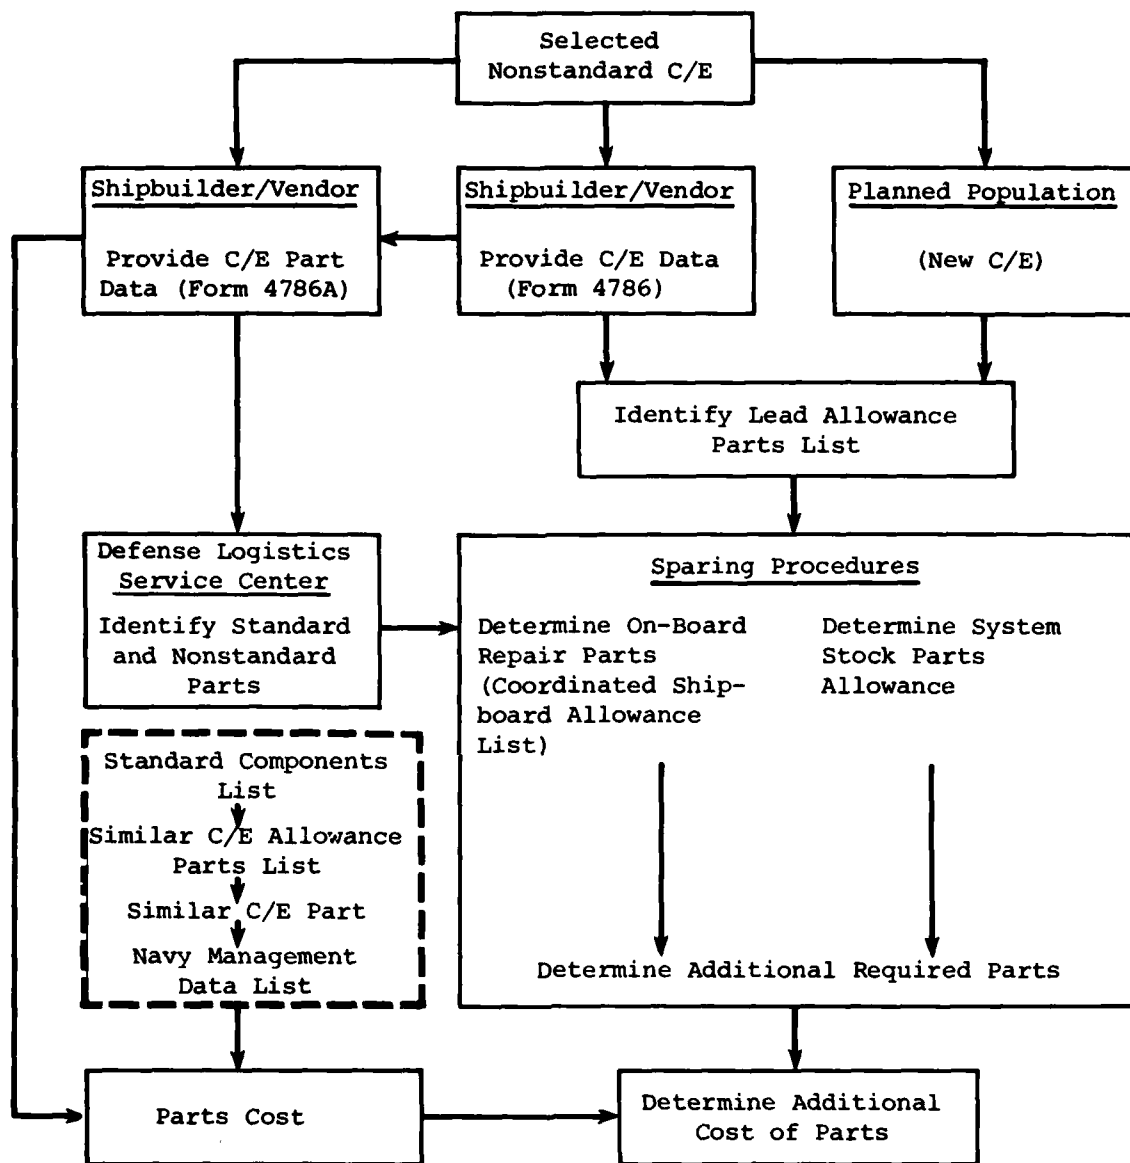 Selected
Nonstandard C/E
Shipbuilder/Vendor
Provide C/E Part
Data (Form 4786A)
Shipbuilder/Vendor
Provide C/E Data
(Form 4786)
Planned Population
(New C/E)
Identify Lead Allowance
Parts List
Defense Logistics
Service Center
Identify Standard
and Nonstandard
Parts
Sparing Procedures
Determine On-Board
Repair Parts
(Coordinated Ship-
board Allowance
List)
Determine System
Stock Parts
Allowance
Determine Additional Required Parts
Standard Components
List
Similar C/E Allowance
Parts List
Similar C/E Part
Navy Management
Data List
Parts Cost
Determine Additional
Cost of Parts